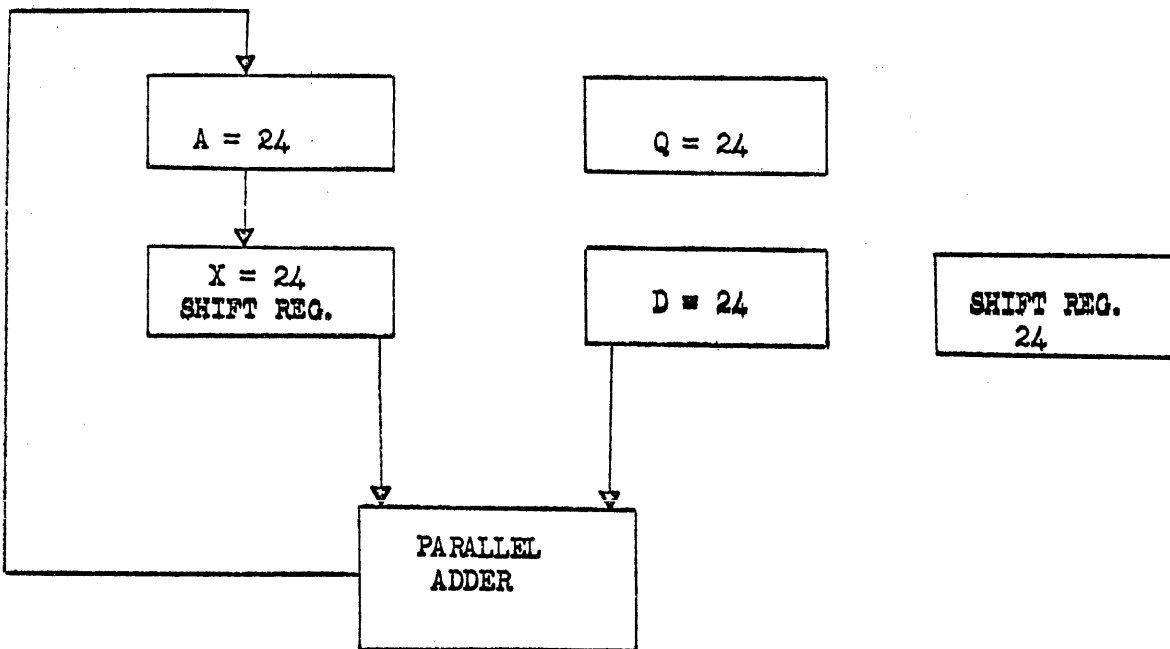 A = 24
Q = 24
X = 24
SHIFT REG.
D = 24
SHIFT REG.
24
PARALLEL
ADDER